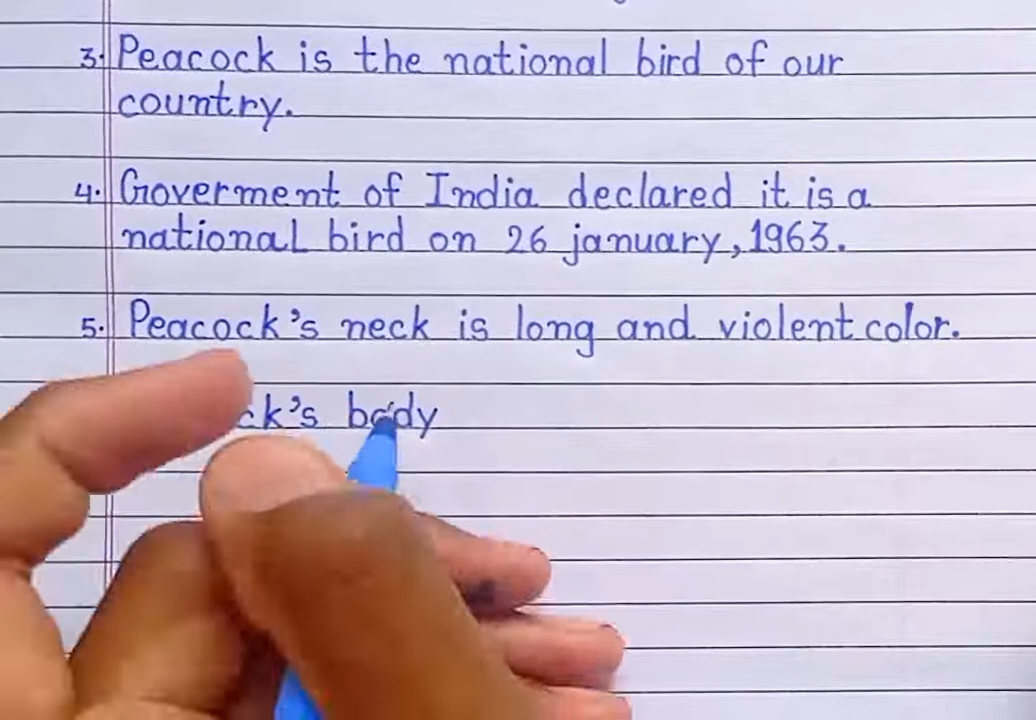 3. Peacock is the national bird of our
country.
4. Goverment of India declared it is a
national bird on 26 january, 1963.
5. Peacock's neck is long and violent color.
ck's body